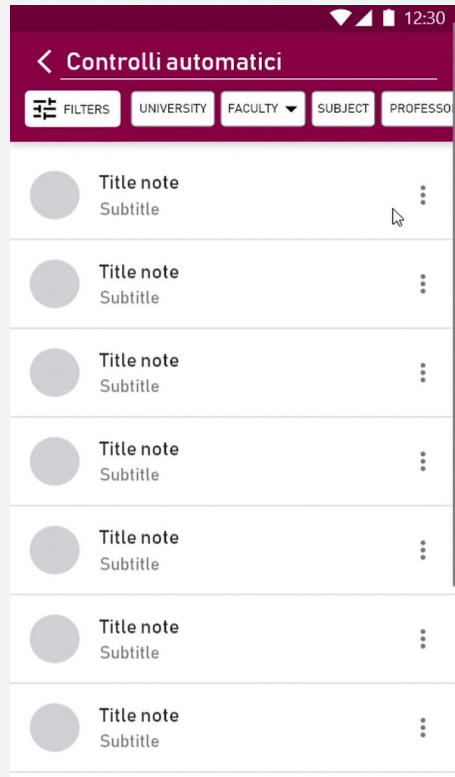 12:30
Controlli automatici
FILTERS UNIVERSITY FACULTY SUBJECT PROFESSO
Title note
Subtitle
Title note
Subtitle
Title note
Subtitle
Title note
Subtitle
Title note
Subtitle
Title note
Subtitle
Title note
Subtitle